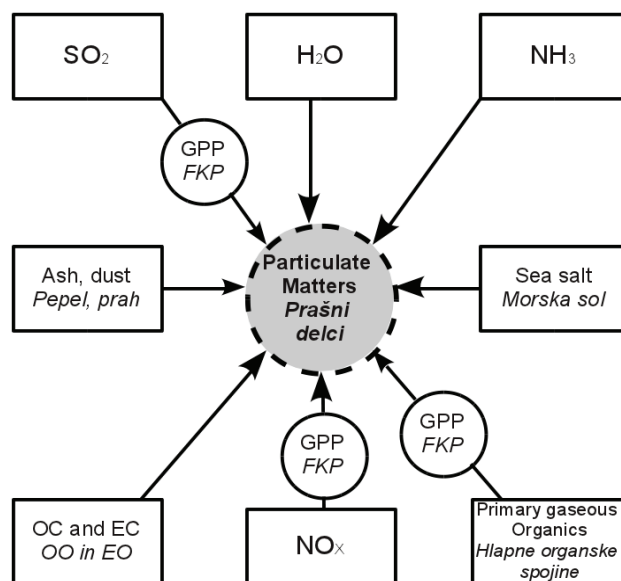 SO₂
H₂O
NH₃
GPP
FKP
Ash, dust
Pepel, prah
Particulate
Matters
Prašni
delci
Sea salt
Morska sol
GPP
FKP
GPP
FKP
OC and EC
OO in EO
NOₓ
Primary gaseous
Organics
Hlapne organske
spojine